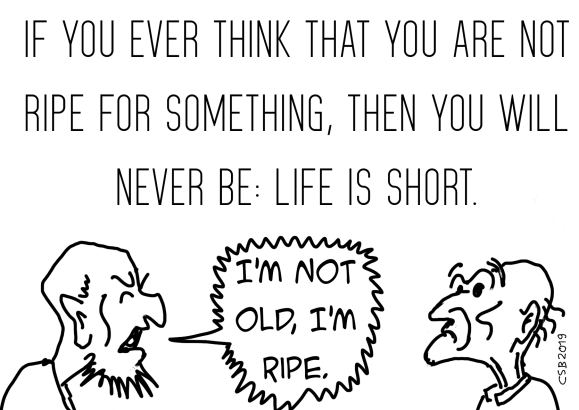 IF YOU EVER THINK THAT YOU ARE NOT
RIPE FOR SOMETHING, THEN YOU WILL
NEVER BE: LIFE IS SHORT.
I'M NOT
OLD, I'M
RIPE.
CSB2019